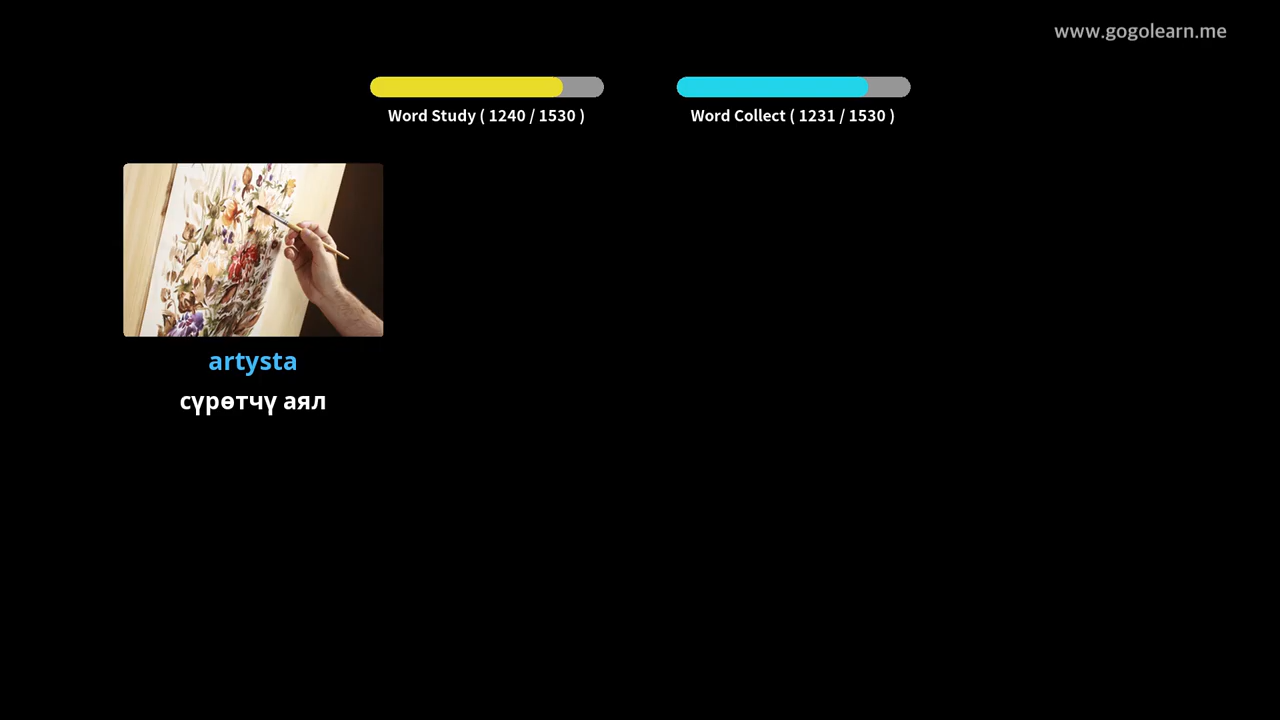 www.gogolearn.me
Word Study ( 1240 / 1530 )
Word Collect ( 1231 / 1530 )
artysta
сүрөтчү аял